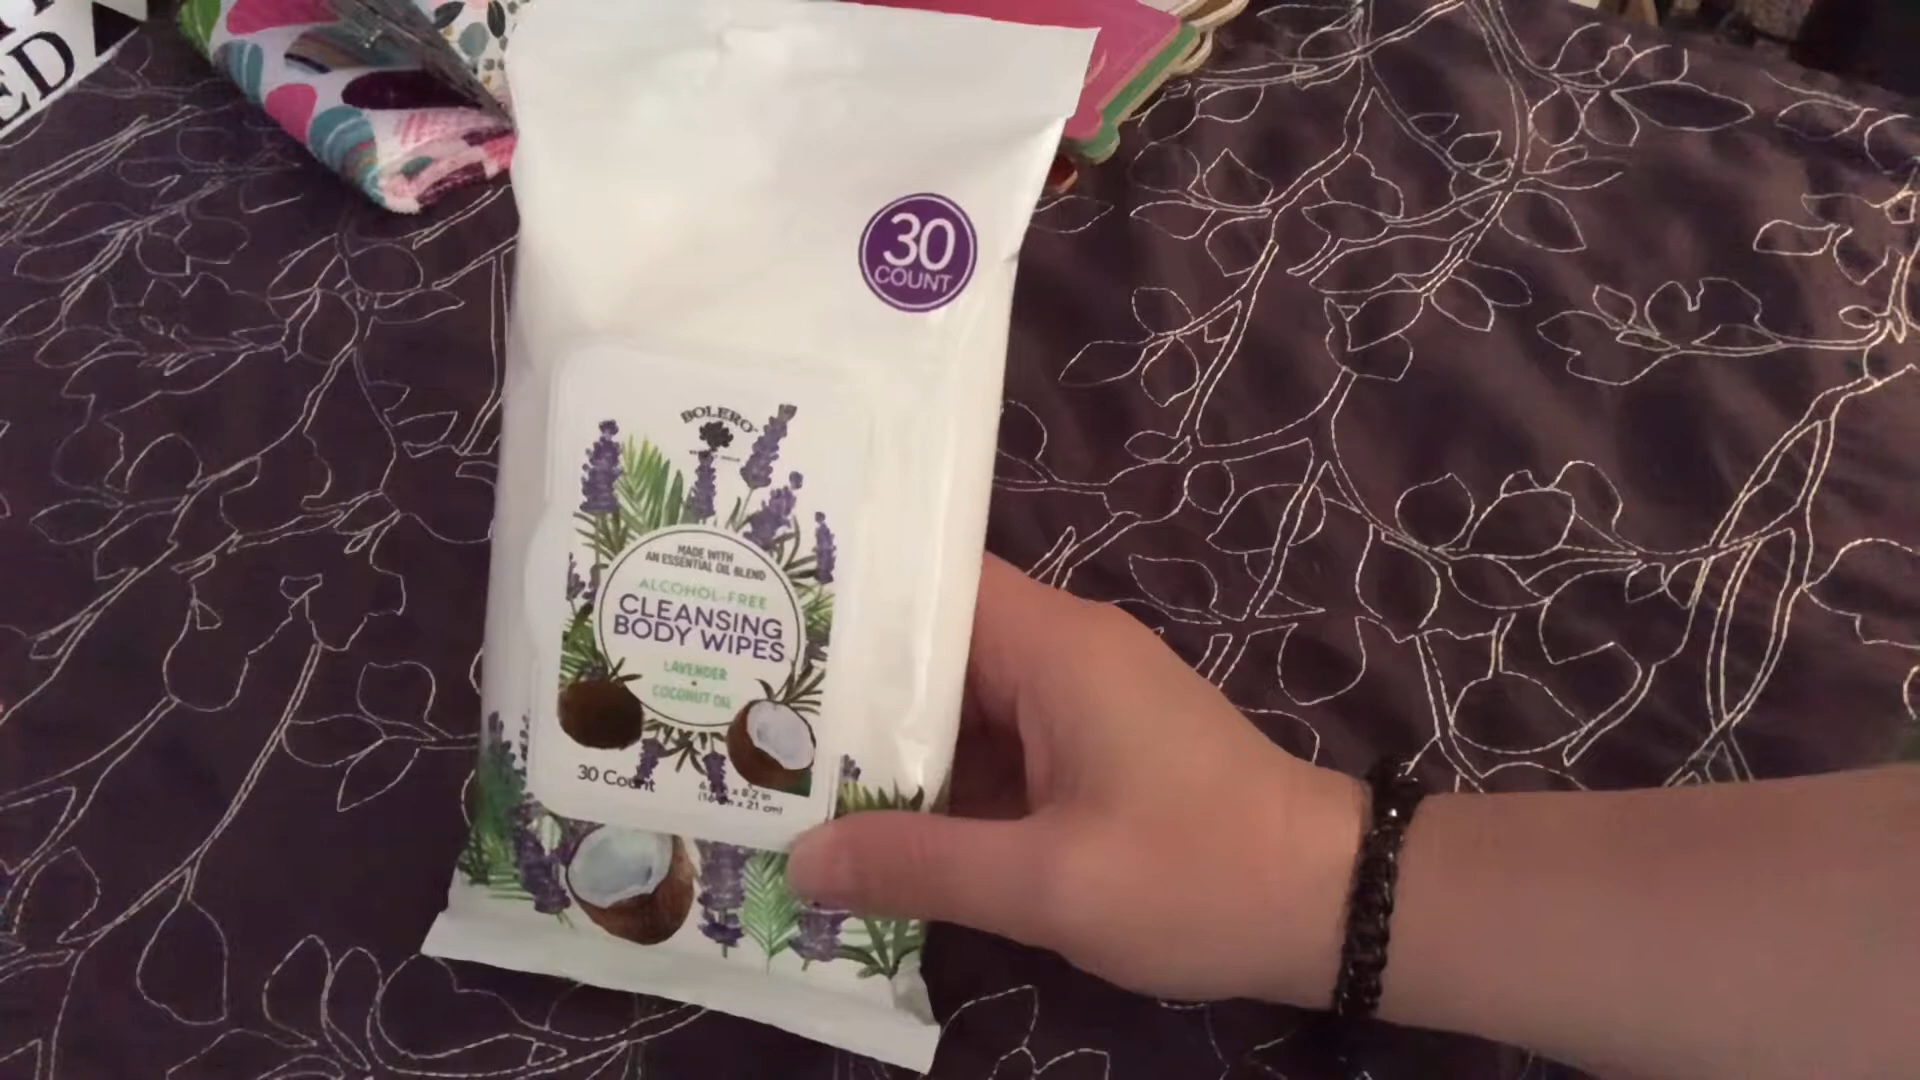 ED
30
COUNT
BOLERO
MADE WITH
AN ESSENTIAL OIL BLEND
ALCOHOL-FREE
CLEANSING
BODY WIPES
LAVENDER
•
COCONUT OIL
30 Count
x 8.2 in
x 21 cm)